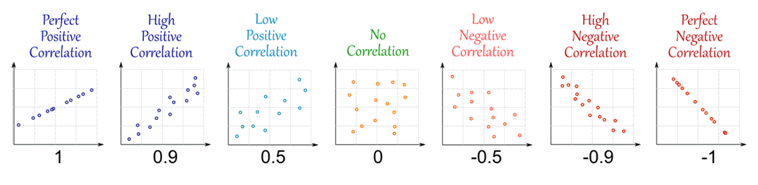 Perfect
Positive
Correlation
High
Positive
Correlation
Low
Positive
Correlation
No
Correlation
Low
Negative
Correlation
High
Negative
Correlation
Perfect
Negative
Correlation
1
0.9
0.5
0
-0.5
-0.9
-1